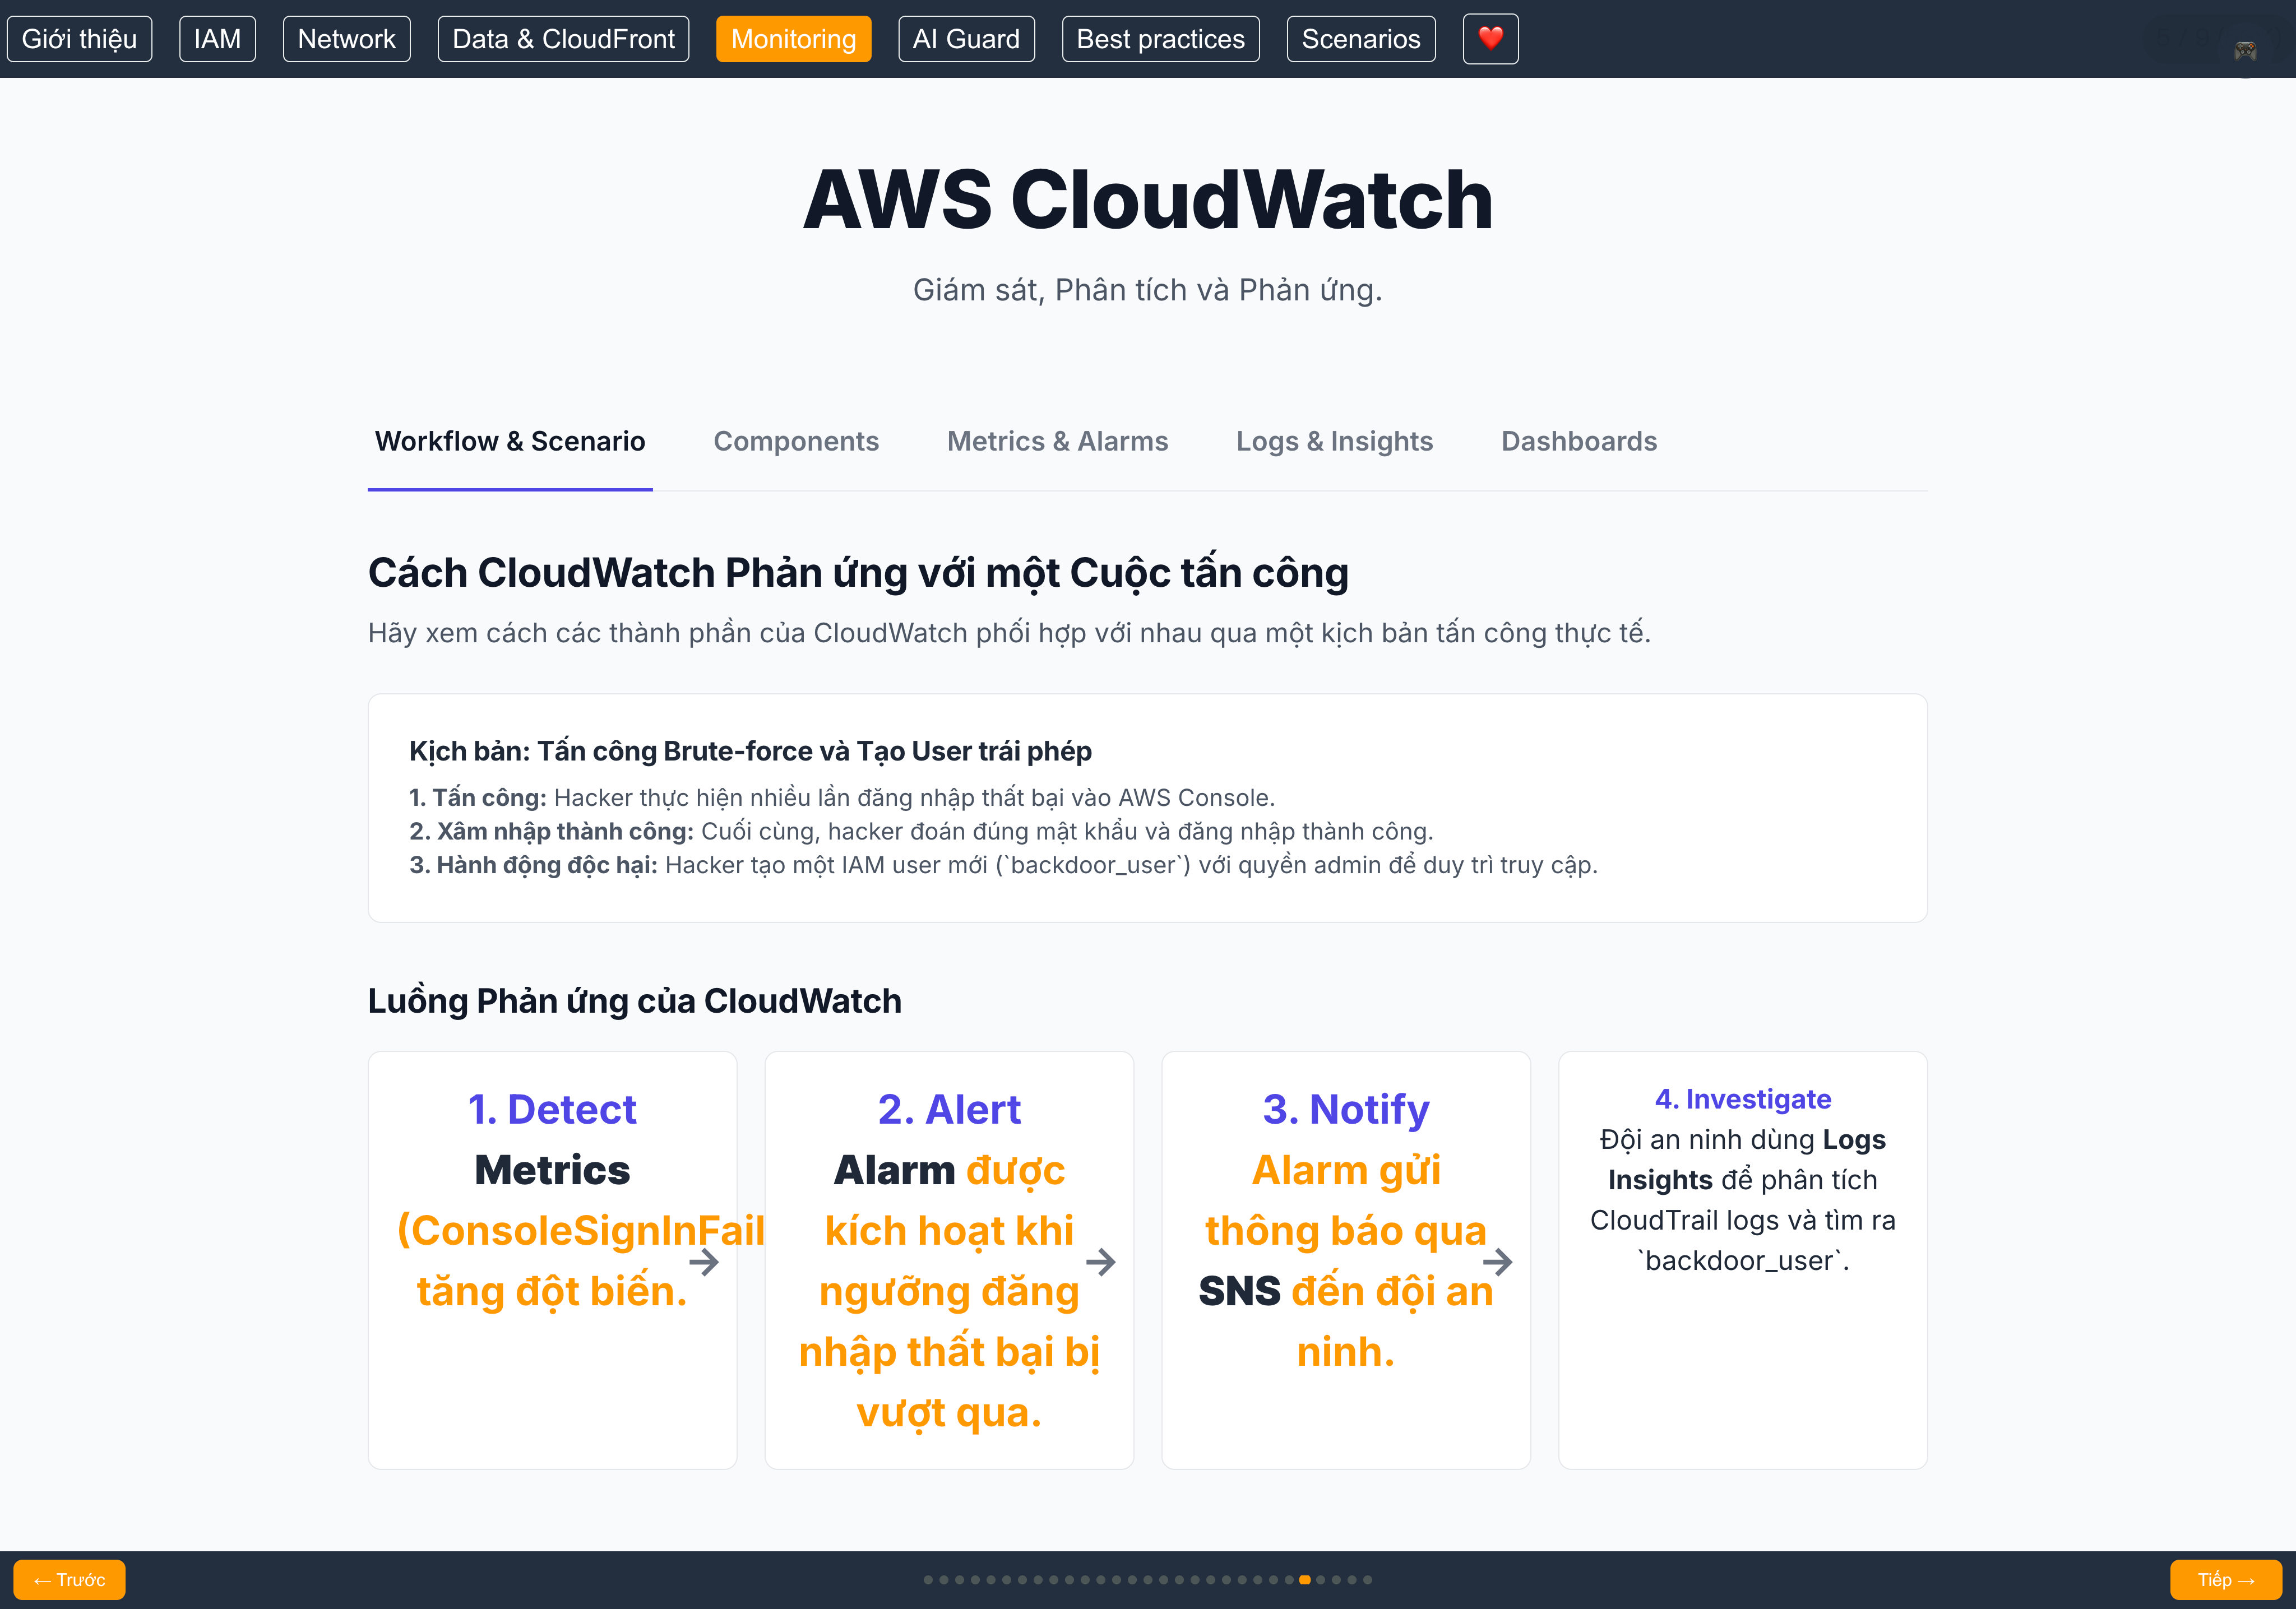 Giới thiệu
IAM
Network
Data & CloudFront
Monitoring
AI Guard
Best practices
Scenarios
AWS CloudWatch
Giám sát, Phân tích và Phản ứng.
Workflow & Scenario
Components
Metrics & Alarms
Logs & Insights
Dashboards
Cách CloudWatch Phản ứng với một Cuộc tấn công
Hãy xem cách các thành phần của CloudWatch phối hợp với nhau qua một kịch bản tấn công thực tế.
Kịch bản: Tấn công Brute-force và Tạo User trái phép
1. Tấn công: Hacker thực hiện nhiều lần đăng nhập thất bại vào AWS Console.
2. Xâm nhập thành công: Cuối cùng, hacker đoán đúng mật khẩu và đăng nhập thành công.
3. Hành động độc hại: Hacker tạo một IAM user mới (`backdoor_user`) với quyền admin để duy trì truy cập.
Luồng Phản ứng của CloudWatch
1. Detect
Metrics
(ConsoleSignInFail
tăng đột biến.
→
2. Alert
Alarm được
kích hoạt khi
ngưỡng đăng
nhập thất bại bị
vượt qua.
→
3. Notify
Alarm gửi
thông báo qua
SNS đến đội an
ninh.
→
4. Investigate
Đội an ninh dùng Logs
Insights để phân tích
CloudTrail logs và tìm ra
`backdoor_user`.
← Trước
Tiếp →